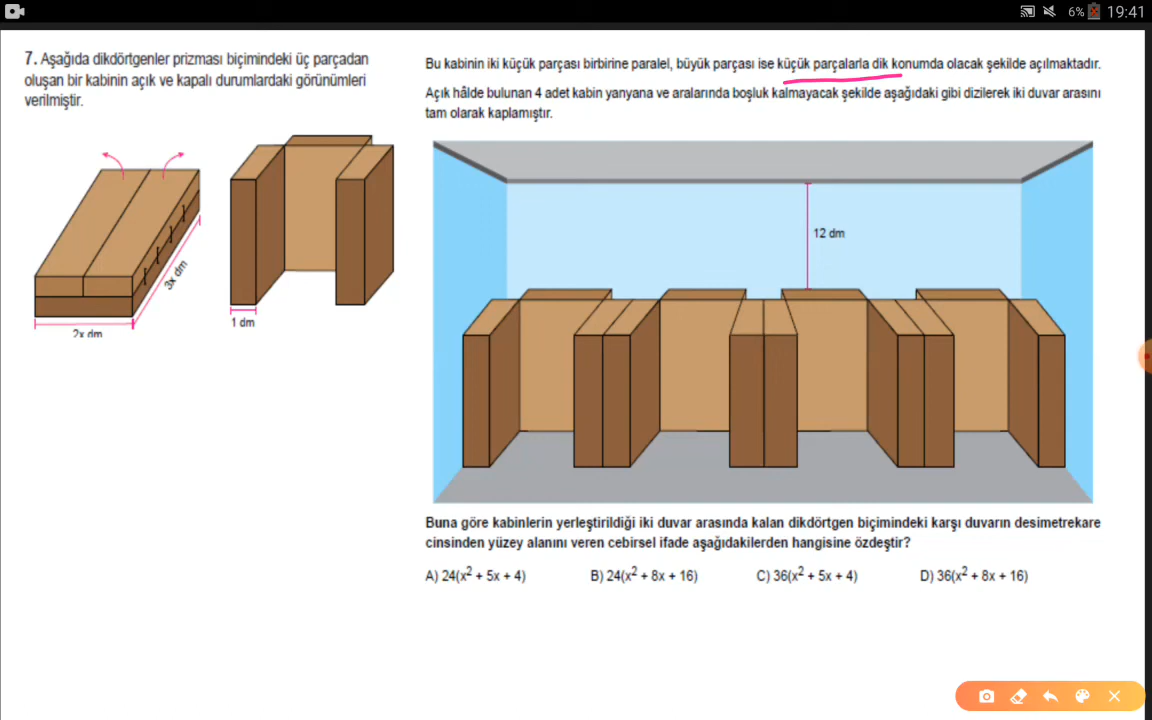 6% 19:41
7. Aşağıda dikdörtgenler prizması biçimindeki üç parçadan
oluşan bir kabinin açık ve kapalı durumlardaki görünümleri
verilmiştir.
3x dm
2x dm
1 dm
Bu kabinin iki küçük parçası birbirine paralel, büyük parçası ise küçük parçalarla dik konumda olacak şekilde açılmaktadır.
Açık hâlde bulunan 4 adet kabin yanyana ve aralarında boşluk kalmayacak şekilde aşağıdaki gibi dizilerek iki duvar arasını
tam olarak kaplamıştır.
12 dm
Buna göre kabinlerin yerleştirildiği iki duvar arasında kalan dikdörtgen biçimindeki karşı duvarın desimetrekare
cinsinden yüzey alanını veren cebirsel ifade aşağıdakilerden hangisine özdeştir?
A) 24(x² + 5x + 4) B) 24(x² + 8x + 16) C) 36(x² + 5x + 4) D) 36(x² + 8x + 16)